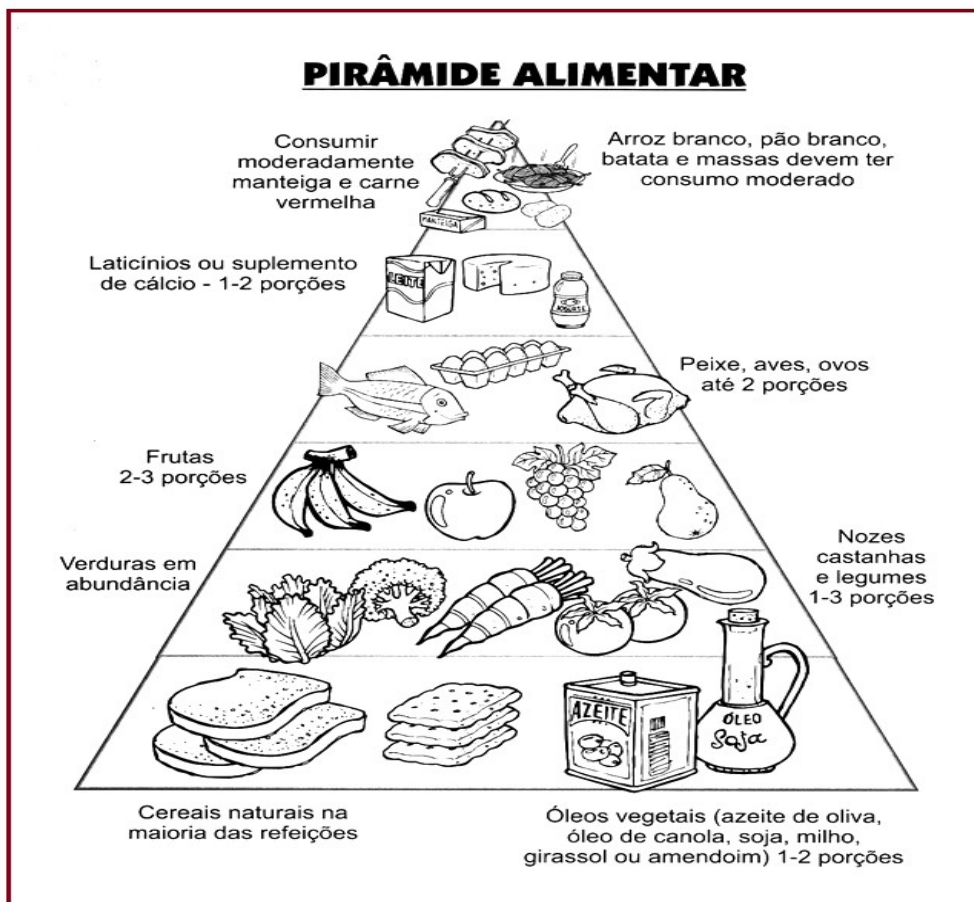 PIRÂMIDE ALIMENTAR
Consumir
moderadamente
manteiga e carne
vermelha
Arroz branco, pão branco,
batata e massas devem ter
consumo moderado
MANTEIGA
Laticínios ou suplemento
de cálcio - 1-2 porções
LEITE
IOGURTE
Peixe, aves, ovos
até 2 porções
Frutas
2-3 porções
Verduras em
abundância
Nozes
castanhas
e legumes
1-3 porções
AZEITE
ÓLEO
Soja
Cereais naturais na
maioria das refeições
Óleos vegetais (azeite de oliva,
óleo de canola, soja, milho,
girassol ou amendoim) 1-2 porções